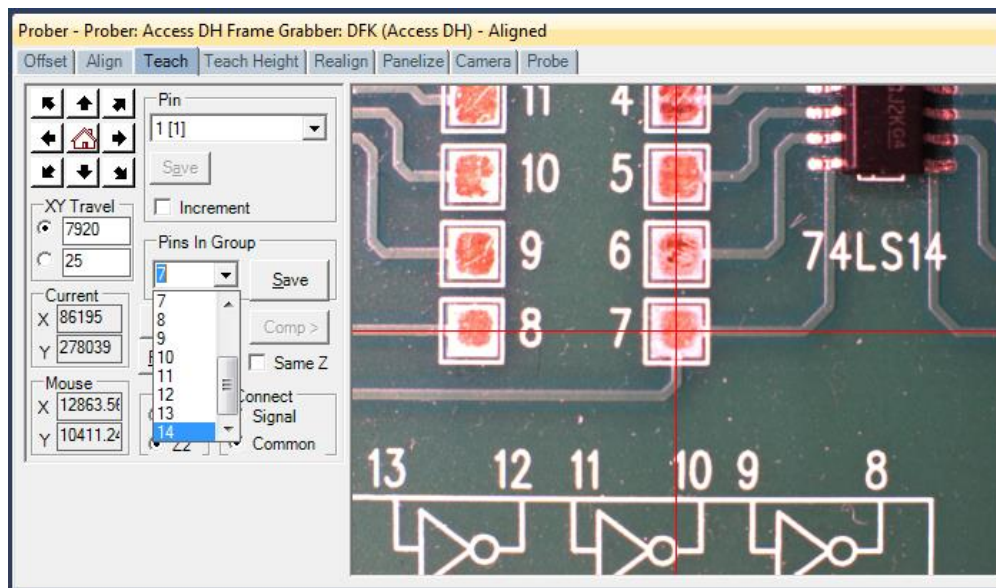 Prober - Prober: Access DH Frame Grabber: DFK (Access DH) - Aligned
Offset Align Teach Teach Height Realign Panelize Camera Probe
Pin
1 [1]
Save
Increment
XY Travel
7920
25
Pins In Group
7
Save
7
8
9
10
11
12
13
14
Current
X 86195
Y 278039
Comp >
Same Z
Mouse
X 12863.56
Y 10411.24
Connect
Signal
Z2
Common
11 4
10 5
9 6
8 7
74LS14
13 12 11 10 9 8